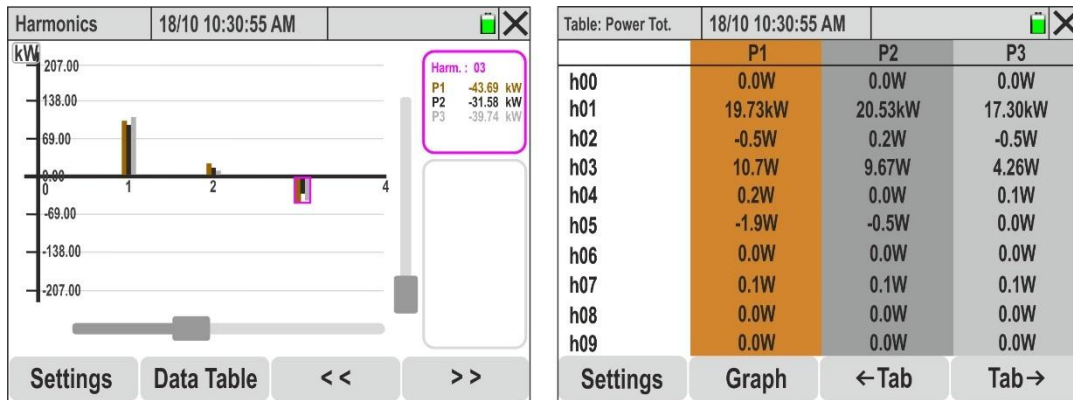 Harmonics 18/10 10:30:55 AM
kW
207.00
138.00
69.00
0.00
0 1 2 4
-69.00
-138.00
-207.00
Harm. : 03
P1 -43.69 kW
P2 -31.58 kW
P3 -39.74 kW
Settings Data Table << >>
Table: Power Tot. 18/10 10:30:55 AM
P1 P2 P3
h00 0.0W 0.0W 0.0W
h01 19.73kW 20.53kW 17.30kW
h02 -0.5W 0.2W -0.5W
h03 10.7W 9.67W 4.26W
h04 0.2W 0.0W 0.1W
h05 -1.9W -0.5W 0.0W
h06 0.0W 0.0W 0.0W
h07 0.1W 0.1W 0.1W
h08 0.0W 0.0W 0.0W
h09 0.0W 0.0W 0.0W
Settings Graph ←Tab Tab→